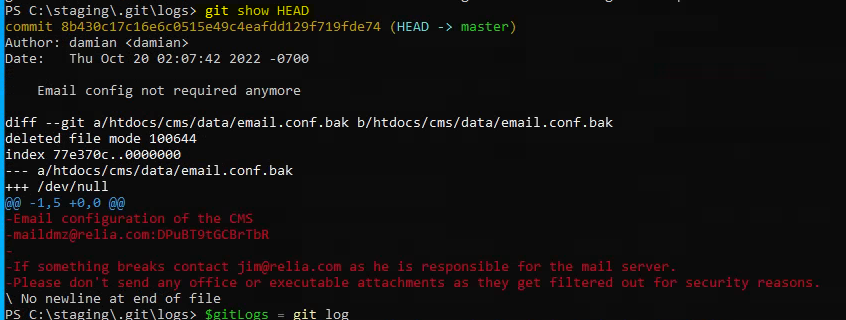 PS C:\staging\.git\logs> git show HEAD
commit 8b430c17c16e6c0515e49c4eafdd129f719fde74 (HEAD -> master)
Author: damian <damian>
Date:   Thu Oct 20 02:07:42 2022 -0700
    Email config not required anymore
diff --git a/htdocs/cms/data/email.conf.bak b/htdocs/cms/data/email.conf.bak
deleted file mode 100644
index 77e370c..0000000
--- a/htdocs/cms/data/email.conf.bak
+++ /dev/null
@@ -1,5 +0,0 @@
-Email configuration of the CMS
-maildmz@relia.com:DPuBT9tGCBrTbR
-
-If something breaks contact jim@relia.com as he is responsible for the mail server.
-Please don't send any office or executable attachments as they get filtered out for security reasons.
\ No newline at end of file
PS C:\staging\.git\logs> $gitLogs = git log